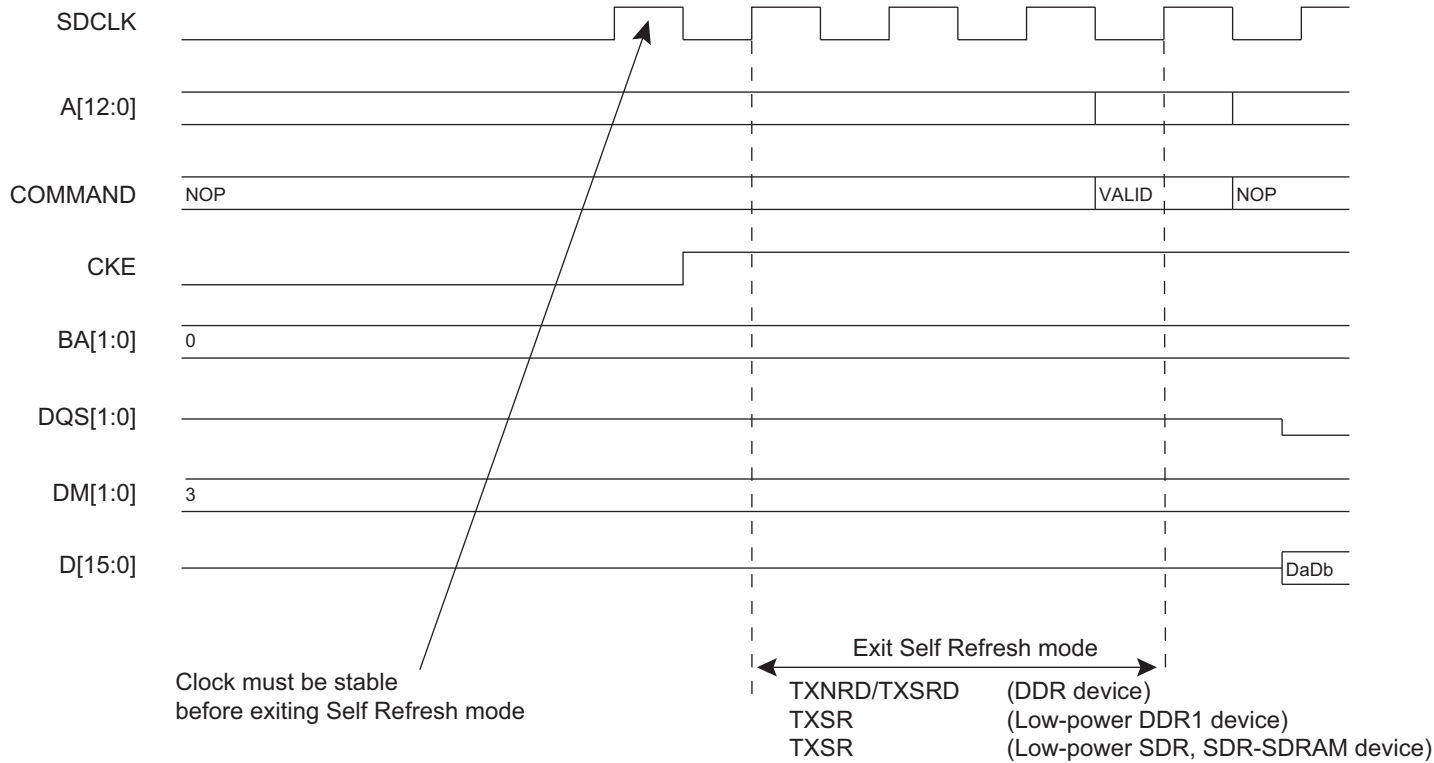 SDCLK
A[12:0]
COMMAND NOP VALID NOP
CKE
BA[1:0] 0
DQS[1:0]
DM[1:0] 3
D[15:0] DaDb
Exit Self Refresh mode
Clock must be stable
before exiting Self Refresh mode
TXNRD/TXSRD (DDR device)
TXSR (Low-power DDR1 device)
TXSR (Low-power SDR, SDR-SDRAM device)